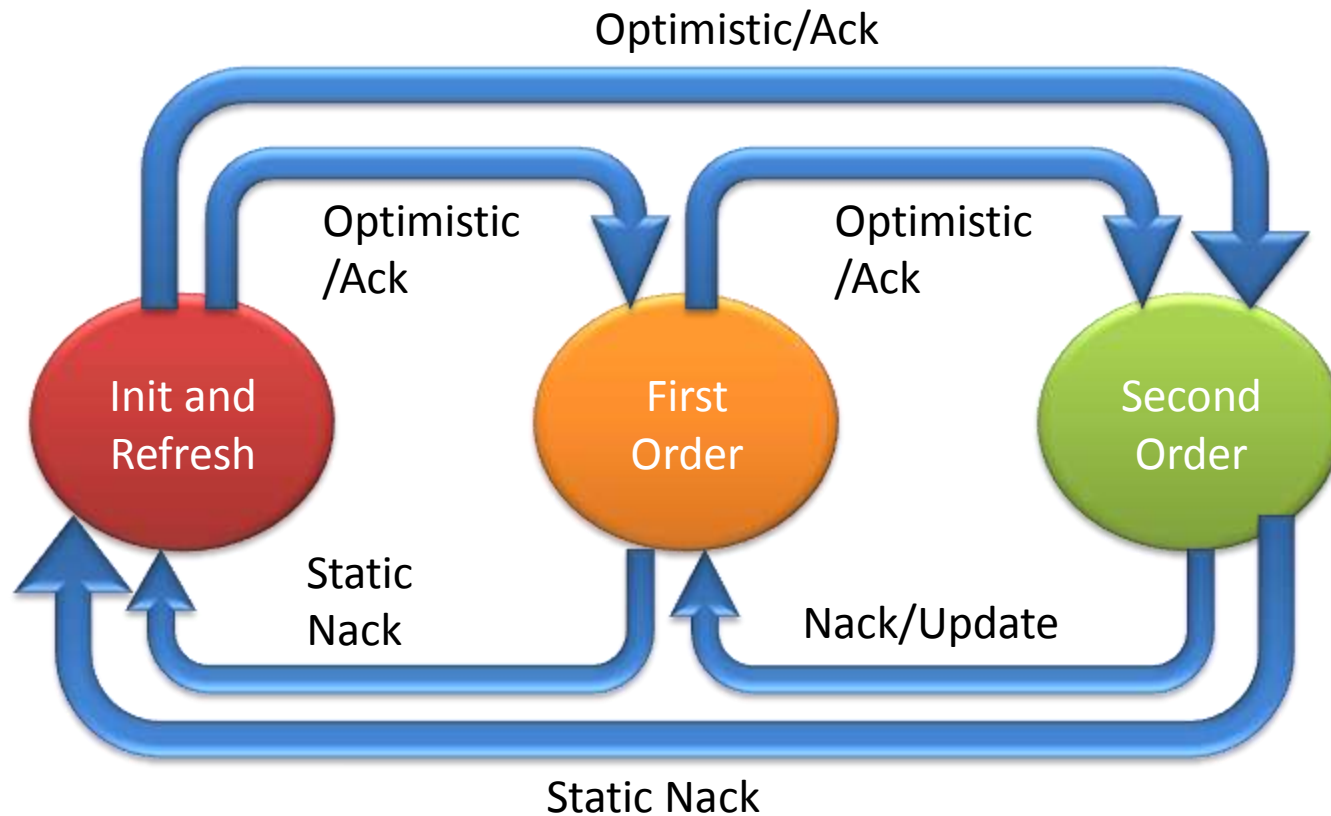 Optimistic/Ack
Optimistic
/Ack
Optimistic
/Ack
Init and
Refresh
First
Order
Second
Order
Static
Nack
Nack/Update
Static Nack